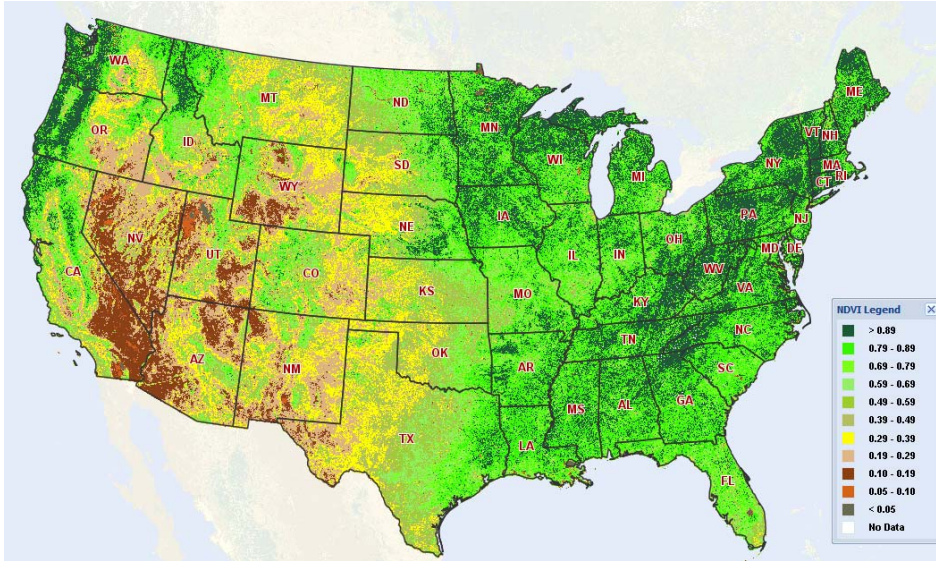 WA
MT
ND
MN
ME
OR
ID
SD
WI
VT
NH
WY
MI
NY
MA
CT
RI
NE
IA
PA
NJ
NV
UT
CO
IL
IN
OH
MD
DE
CA
KS
MO
WV
VA
KY
AZ
NM
OK
AR
TN
NC
TX
MS
AL
GA
SC
LA
FL
NDVI Legend
> 0.89
0.79 - 0.89
0.69 - 0.79
0.59 - 0.69
0.49 - 0.59
0.39 - 0.49
0.29 - 0.39
0.19 - 0.29
0.10 - 0.19
0.05 - 0.10
< 0.05
No Data